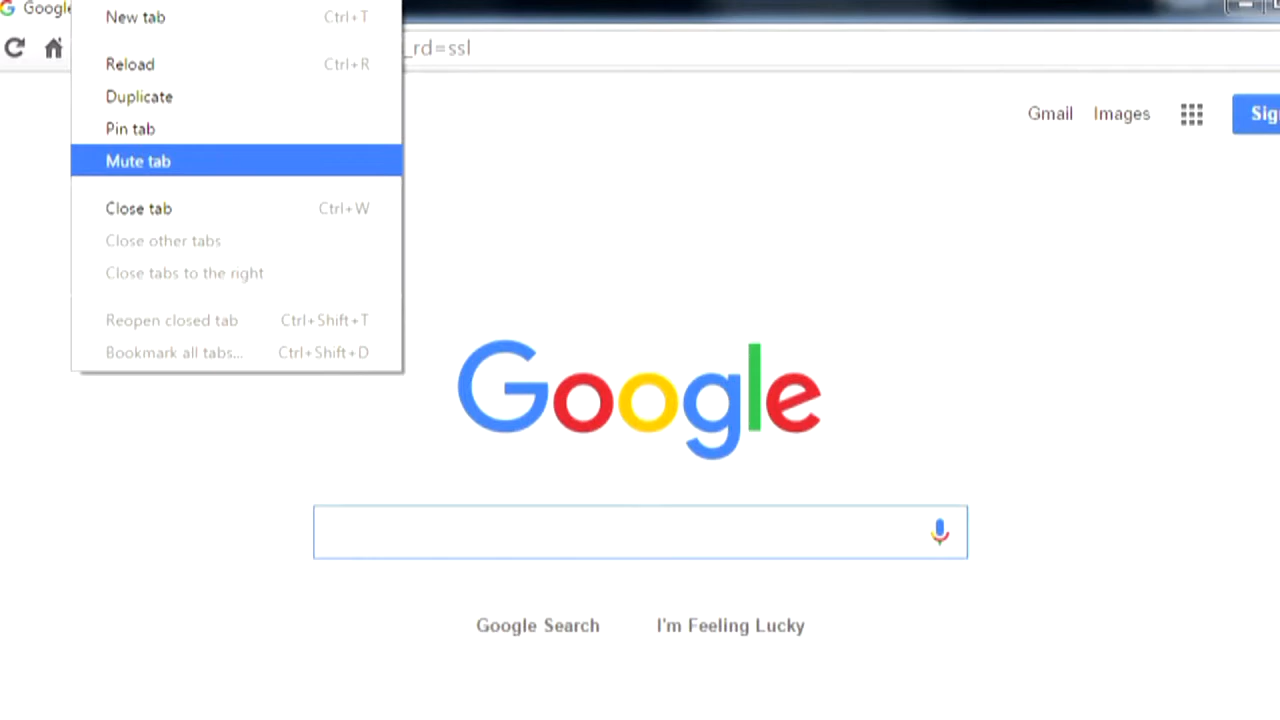 Google
New tab Ctrl+T
_rd=ssl
Reload Ctrl+R
Duplicate
Pin tab
Mute tab
Close tab Ctrl+W
Close other tabs
Close tabs to the right
Reopen closed tab Ctrl+Shift+T
Bookmark all tabs... Ctrl+Shift+D
Gmail Images Sig
Google
Google Search I'm Feeling Lucky